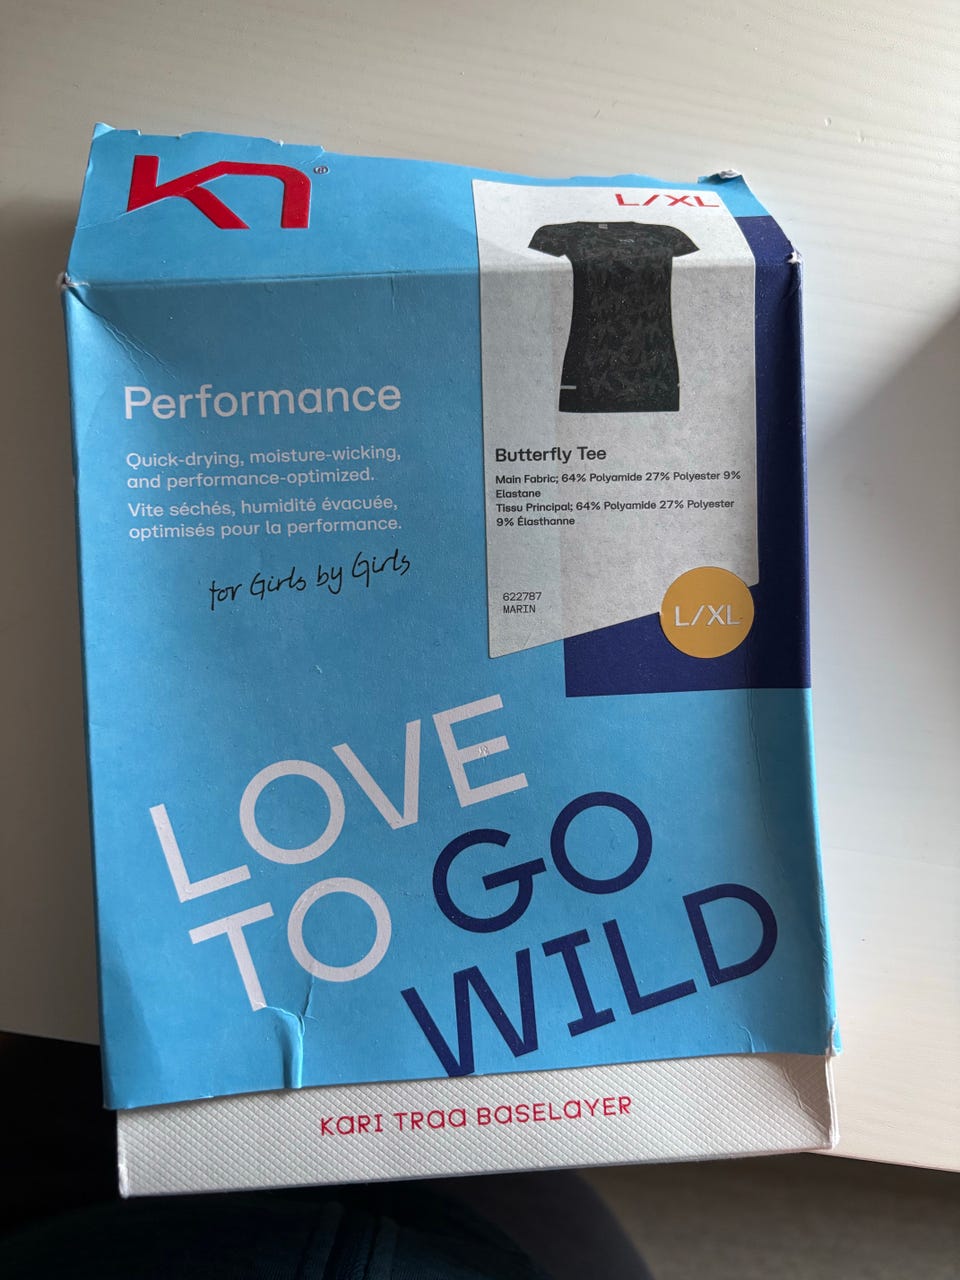 KT®
L/XL
Performance
Quick-drying, moisture-wicking,
and performance-optimized.
Vite séchés, humidité évacuée,
optimisés pour la performance.
for Girls by Girls
Butterfly Tee
Main Fabric; 64% Polyamide 27% Polyester 9%
Elastane
Tissu Principal; 64% Polyamide 27% Polyester
9% Élasthanne
622787
MARIN
L/XL
LOVE
TO GO
WILD
KARI TRAA BASELAYER